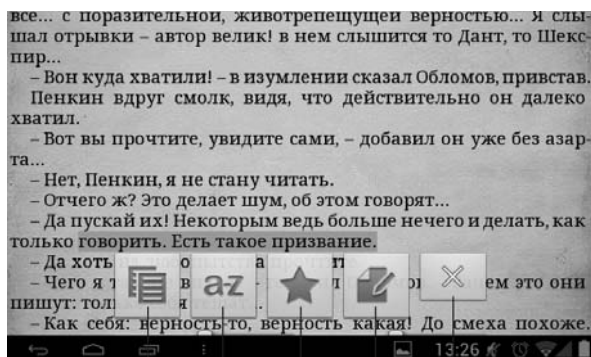 все... с поразительной, животрепещущей верностью... Я слы-
шал отрывки – автор велик! в нем слышится то Дант, то Шекс-
пир...
– Вон куда хватили! – в изумлении сказал Обломов, привстав.
Пенкин вдруг смолк, видя, что действительно он далеко
хватил.
– Вот вы прочтите, увидите сами, – добавил он уже без азар-
та...
– Нет, Пенкин, я не стану читать.
– Отчего ж? Это делает шум, об этом говорят...
– Да пускай их! Некоторым ведь больше нечего и делать, как
только говорить. Есть такое призвание.
– Да хоть
– Чего я это они
a-z
пишут:
– Как себя: верность-то, верность какая! До смеха похоже.
13:26